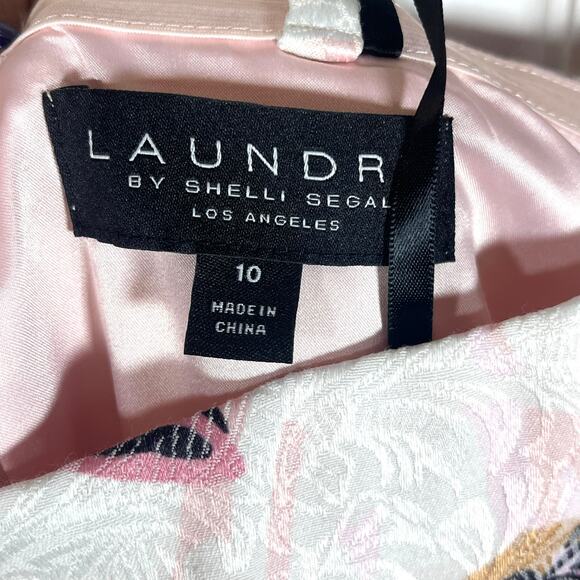 LAUNDR
BY SHELLI SEGAL
LOS ANGELES
10
MADE IN
CHINA